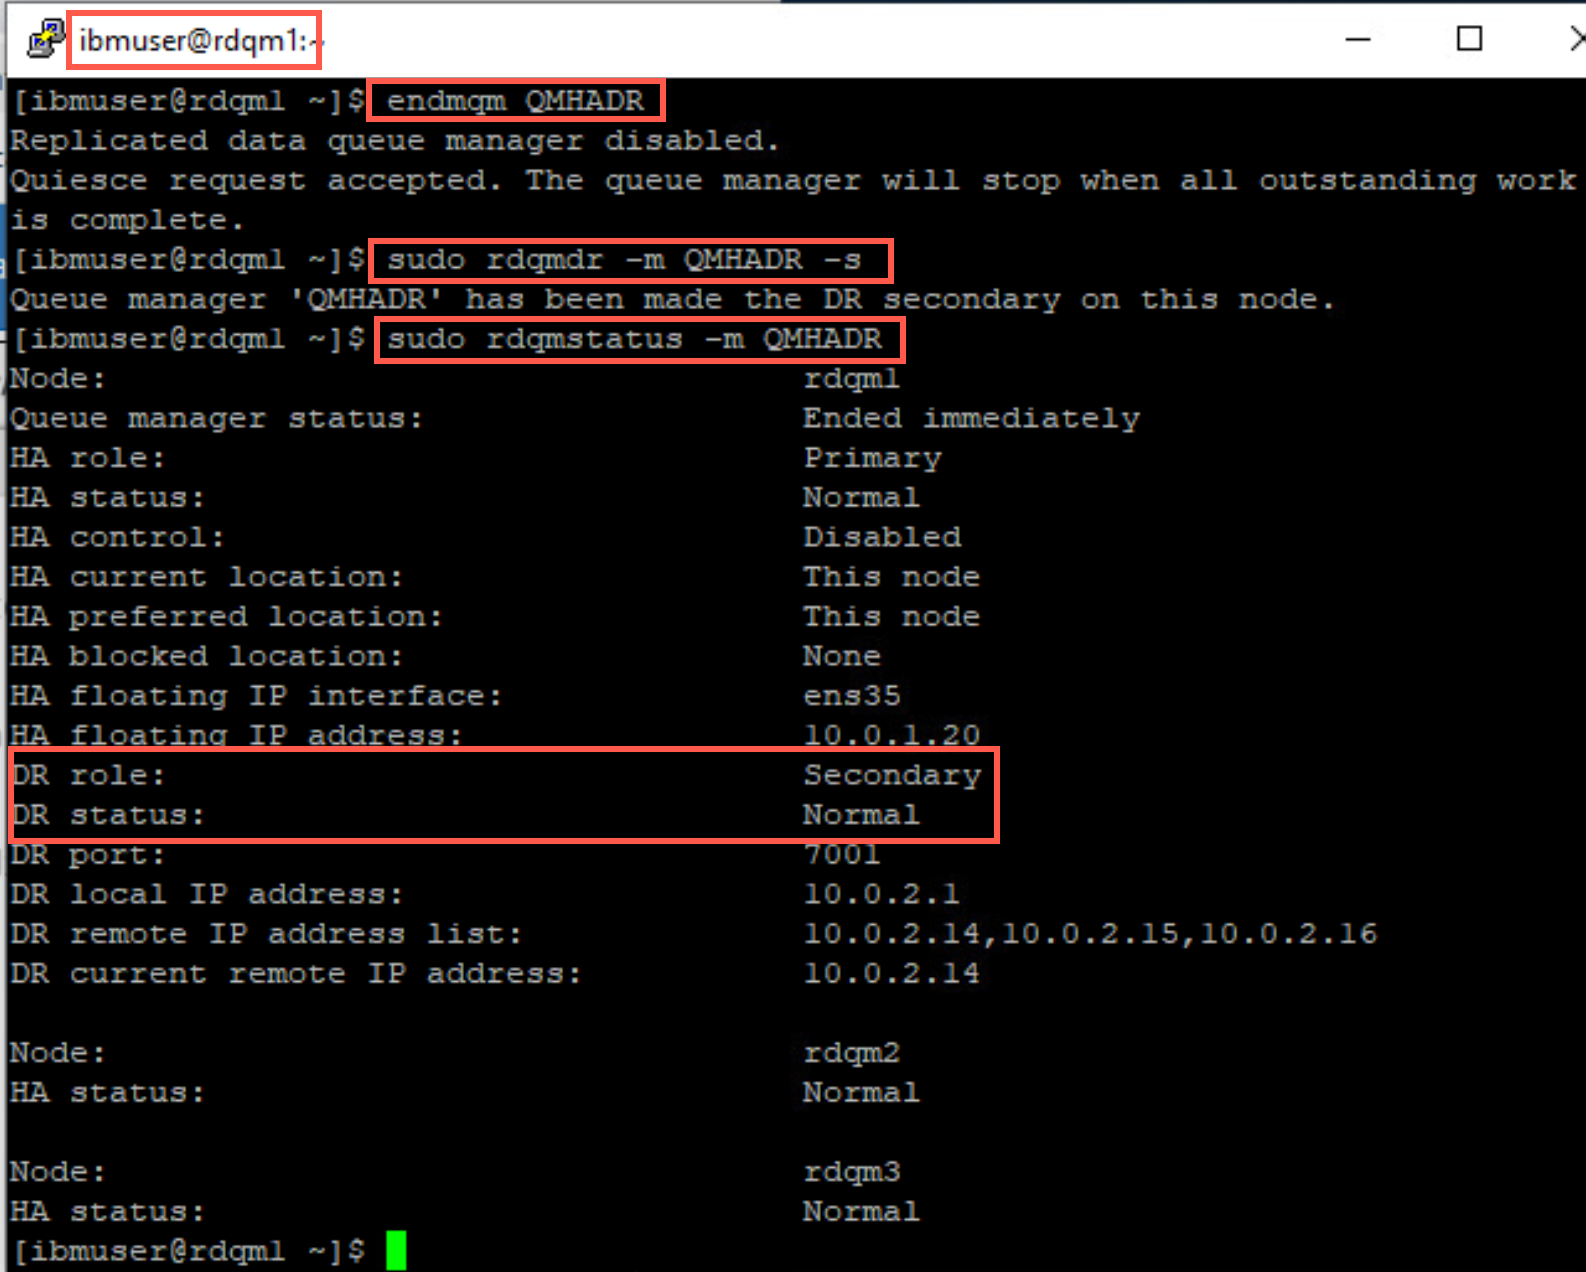 ibmuser@rdqm1:~
[ibmuser@rdqm1 ~]$ endmqm QMHADR
Replicated data queue manager disabled.
Quiesce request accepted. The queue manager will stop when all outstanding work
is complete.
[ibmuser@rdqm1 ~]$ sudo rdqmdr -m QMHADR -s
Queue manager 'QMHADR' has been made the DR secondary on this node.
[ibmuser@rdqm1 ~]$ sudo rdqmstatus -m QMHADR
Node: rdqm1
Queue manager status: Ended immediately
HA role: Primary
HA status: Normal
HA control: Disabled
HA current location: This node
HA preferred location: This node
HA blocked location: None
HA floating IP interface: ens35
HA floating IP address: 10.0.1.20
DR role: Secondary
DR status: Normal
DR port: 7001
DR local IP address: 10.0.2.1
DR remote IP address list: 10.0.2.14,10.0.2.15,10.0.2.16
DR current remote IP address: 10.0.2.14
Node: rdqm2
HA status: Normal
Node: rdqm3
HA status: Normal
[ibmuser@rdqm1 ~]$